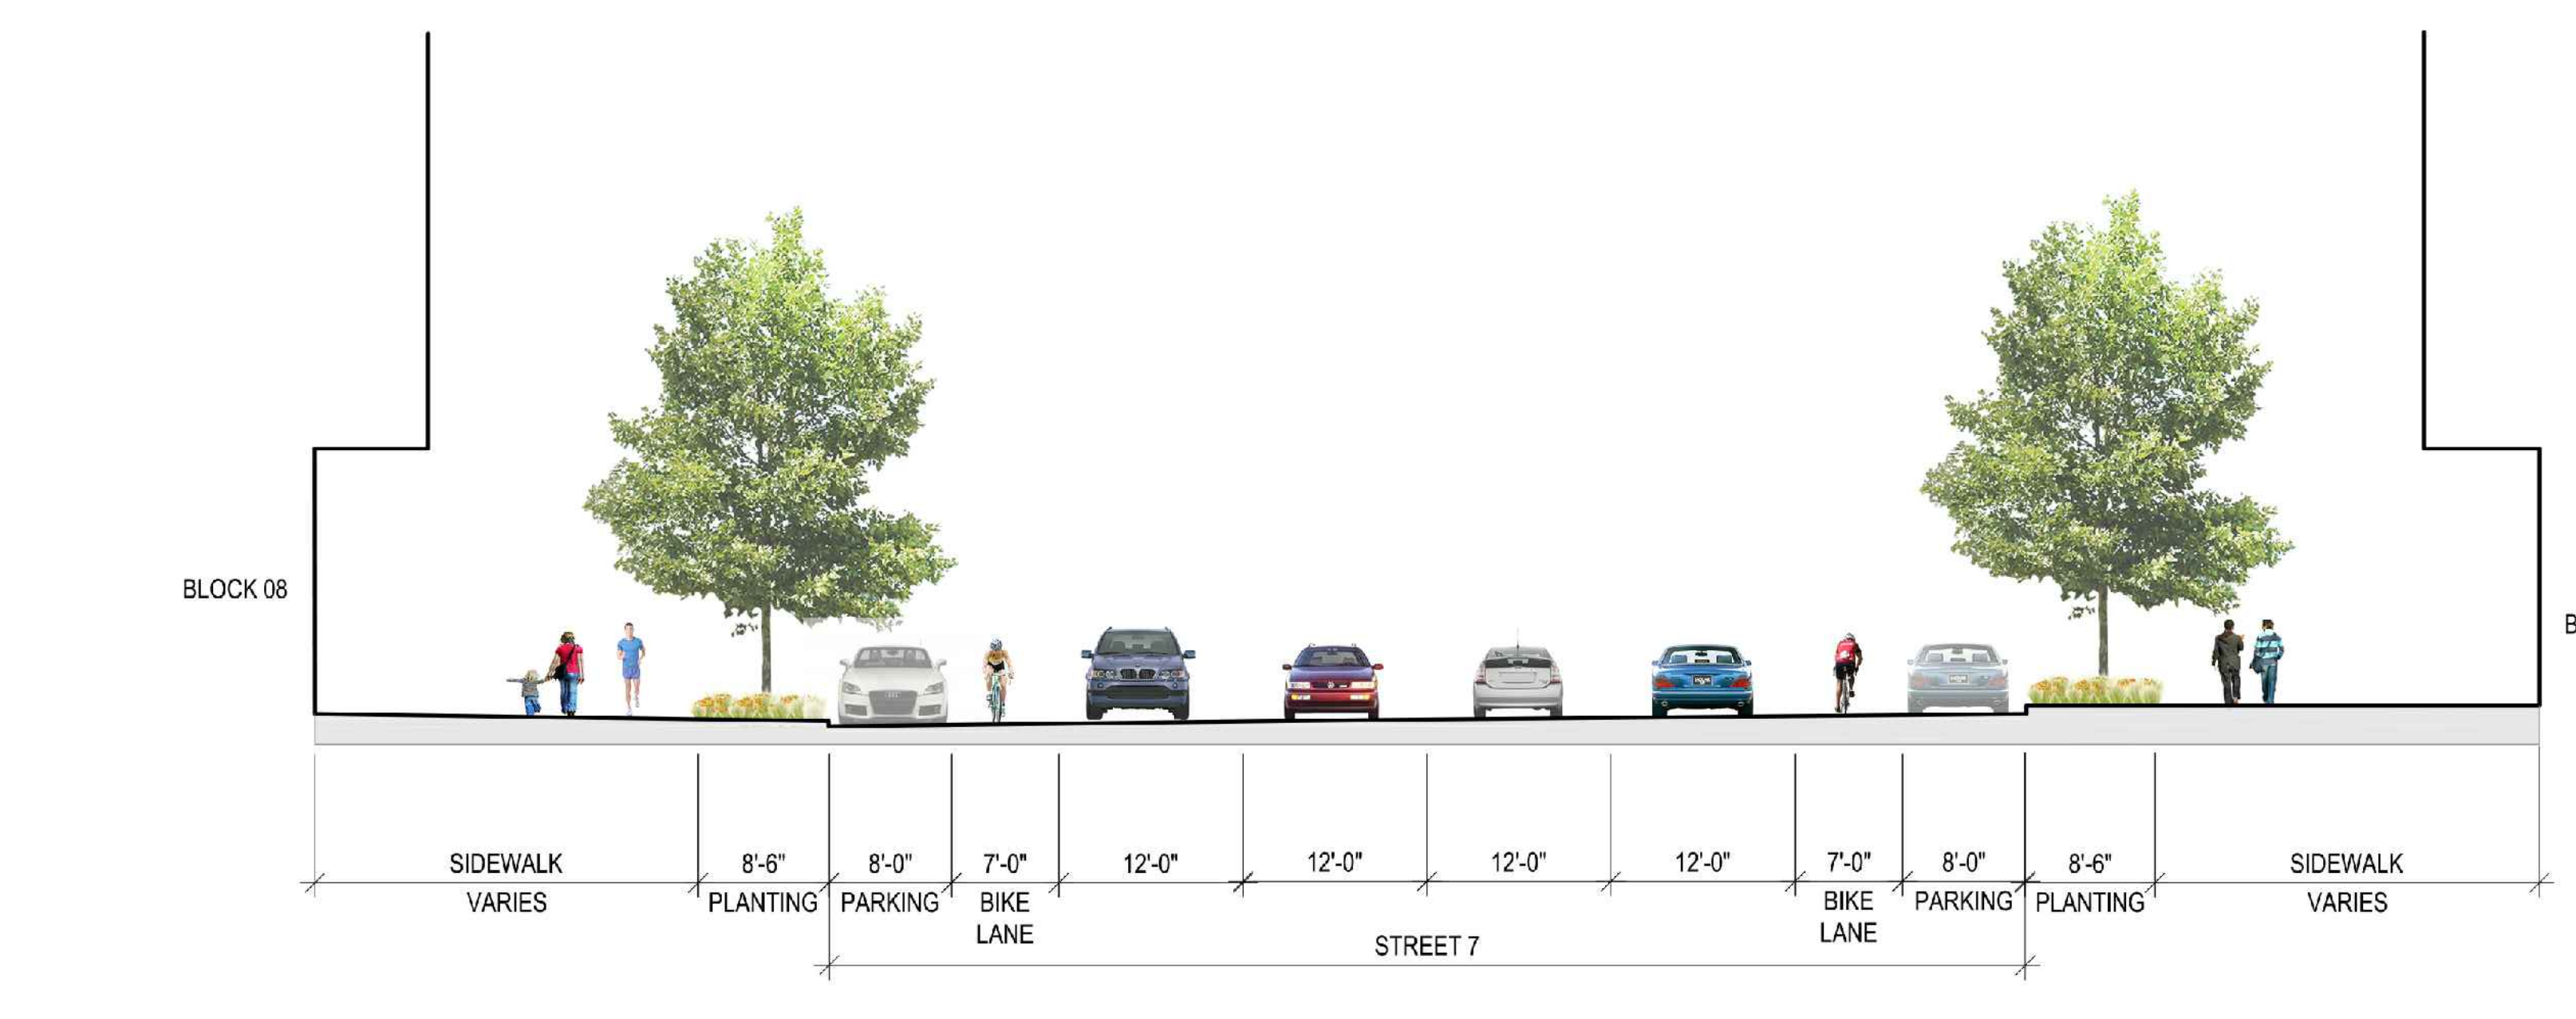 BLOCK 08
B
SIDEWALK 8'-6" 8'-0" 7'-0" 12'-0" 12'-0" 12'-0" 12'-0" 7'-0" 8'-0" 8'-6" SIDEWALK
VARIES PLANTING PARKING BIKE BIKE PARKING PLANTING VARIES
LANE LANE
STREET 7